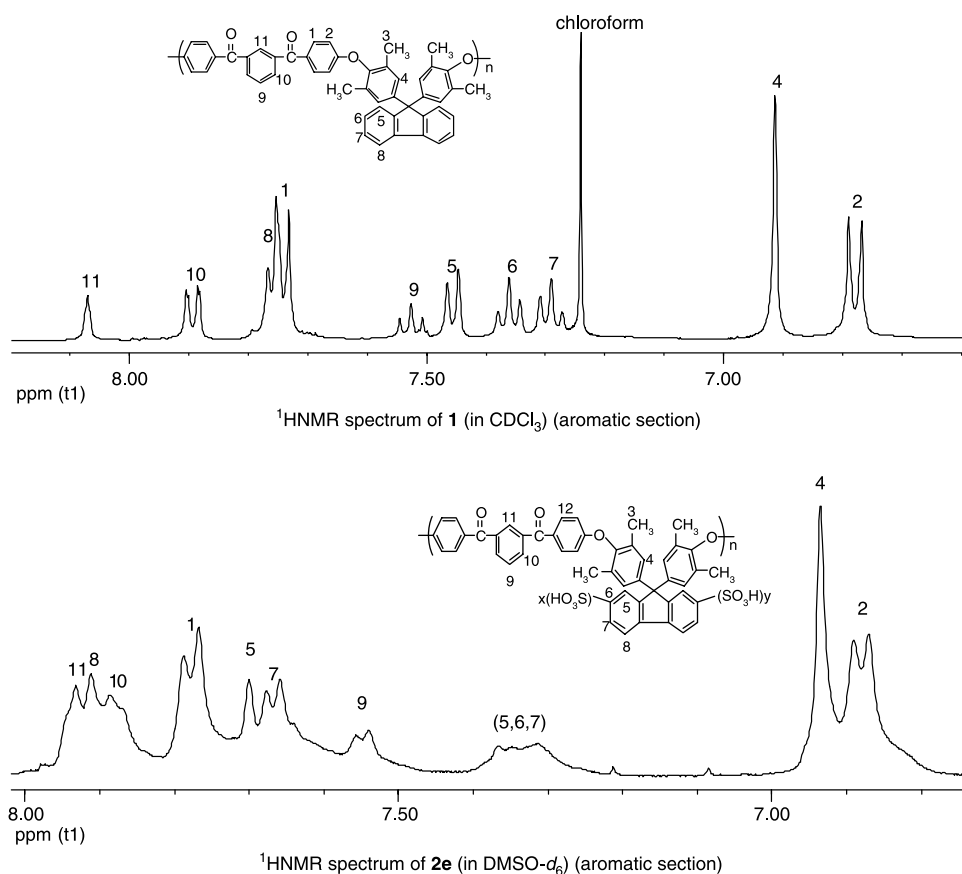 chloroform
O
O
11
1
2
3
CH3
CH3
O
O
n
10
4
9
H3C
H3C
CH3
6
5
7
8
4
1
2
8
11
10
5
6
7
9
8.00
7.50
7.00
ppm (t1)
1HNMR spectrum of 1 (in CDCl3) (aromatic section)
4
O
O
11
12
3
CH3
CH3
O
O
n
10
4
9
H3C
CH3
x(HO3S)
6
5
(SO3H)y
7
8
2
1
11
8
10
5
7
9
(5,6,7)
8.00
7.50
7.00
ppm (t1)
1HNMR spectrum of 2e (in DMSO-d6) (aromatic section)